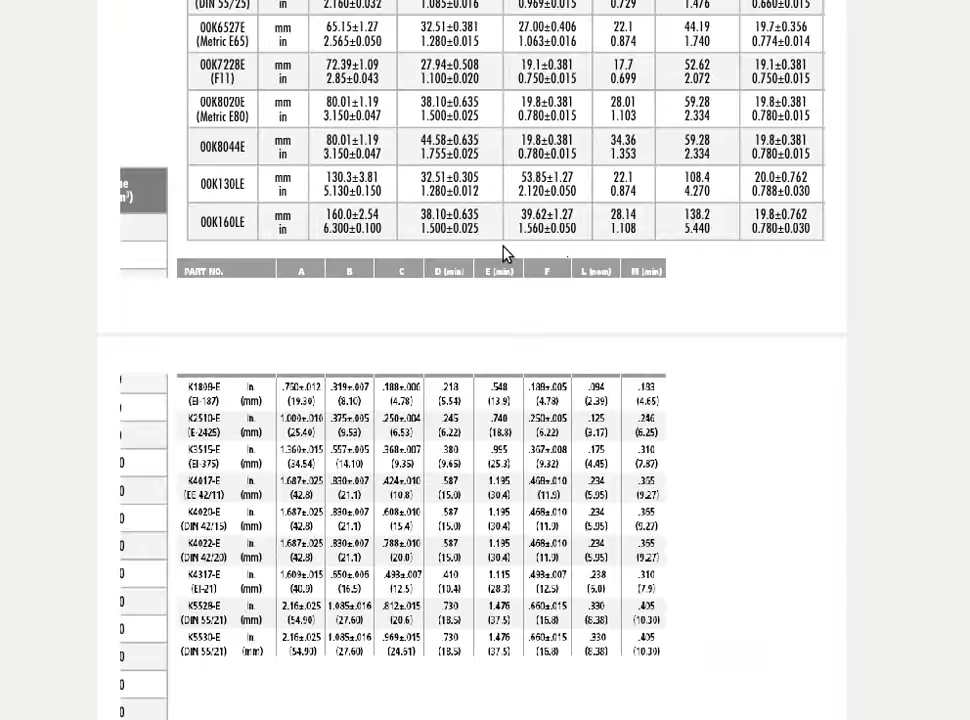 (DIN 55/25) in 2.160±0.032 1.085±0.016 0.969±0.015 0.729 1.476 0.660±0.015
00K6527E mm 65.15±1.27 32.51±0.381 27.00±0.406 22.1 44.19 19.7±0.356
(Metric E65) in 2.565±0.050 1.280±0.015 1.063±0.016 0.874 1.740 0.774±0.014
00K7228E mm 72.39±1.09 27.94±0.508 19.1±0.381 17.7 52.62 19.1±0.381
(F11) in 2.85±0.043 1.100±0.020 0.750±0.015 0.699 2.072 0.750±0.015
00K8020E mm 80.01±1.19 38.10±0.635 19.8±0.381 28.01 59.28 19.8±0.381
(Metric E80) in 3.150±0.047 1.500±0.025 0.780±0.015 1.103 2.334 0.780±0.015
00K8044E mm 80.01±1.19 44.58±0.635 19.8±0.381 34.36 59.28 19.8±0.381
in 3.150±0.047 1.755±0.025 0.780±0.015 1.353 2.334 0.780±0.015
00K130LE mm 130.3±3.81 32.51±0.305 53.85±1.27 22.1 108.4 20.0±0.762
in 5.130±0.150 1.280±0.012 2.120±0.050 0.874 4.270 0.788±0.030
00K160LE mm 160.0±2.54 38.10±0.635 39.62±1.27 28.14 138.2 19.8±0.762
in 6.300±0.100 1.500±0.025 1.560±0.050 1.108 5.440 0.780±0.030
PART NO. A B C D (min) E (min) F L (nom) M (min)
K1808-E in. .760±.012 .319±.007 .188±.006 .218 .548 .188±.005 .094 .183
(EI-187) (mm) (19.30) (8.10) (4.78) (5.54) (13.9) (4.78) (2.39) (4.65)
K2510-E in. 1.000±.010 .375±.005 .250±.004 .245 .740 .250±.005 .125 .246
(E-2425) (mm) (25.40) (9.53) (6.53) (6.22) (18.8) (6.22) (3.17) (6.25)
K3515-E in. 1.360±.015 .557±.005 .368±.007 .380 .995 .367±.008 .175 .310
(EI-375) (mm) (34.54) (14.10) (9.35) (9.65) (25.3) (9.32) (4.45) (7.87)
K4017-E in. 1.687±.025 .830±.007 .424±.010 .587 1.195 .468±.010 .234 .365
(EE 42/11) (mm) (42.8) (21.1) (10.8) (15.0) (30.4) (11.9) (5.95) (9.27)
K4020-E in. 1.687±.025 .830±.007 .608±.010 .587 1.195 .468±.010 .234 .365
(DIN 42/15) (mm) (42.8) (21.1) (15.4) (15.0) (30.4) (11.9) (5.95) (9.27)
K4022-E in. 1.687±.025 .830±.007 .788±.010 .587 1.195 .468±.010 .234 .365
(DIN 42/20) (mm) (42.8) (21.1) (20.0) (15.0) (30.4) (11.9) (5.95) (9.27)
K4317-E in. 1.609±.015 .650±.006 .493±.007 .410 1.115 .493±.007 .238 .310
(EI-21) (mm) (40.9) (16.5) (12.5) (10.4) (28.3) (12.5) (6.0) (7.9)
K5528-E in. 2.16±.025 1.085±.016 .812±.015 .730 1.476 .660±.015 .330 .405
(DIN 55/21) (mm) (54.90) (27.60) (20.6) (18.5) (37.5) (16.8) (8.38) (10.30)
K5530-E in. 2.16±.025 1.085±.016 .969±.015 .730 1.476 .660±.015 .330 .405
(DIN 55/21) (mm) (54.90) (27.60) (24.61) (18.5) (37.5) (16.8) (8.38) (10.30)